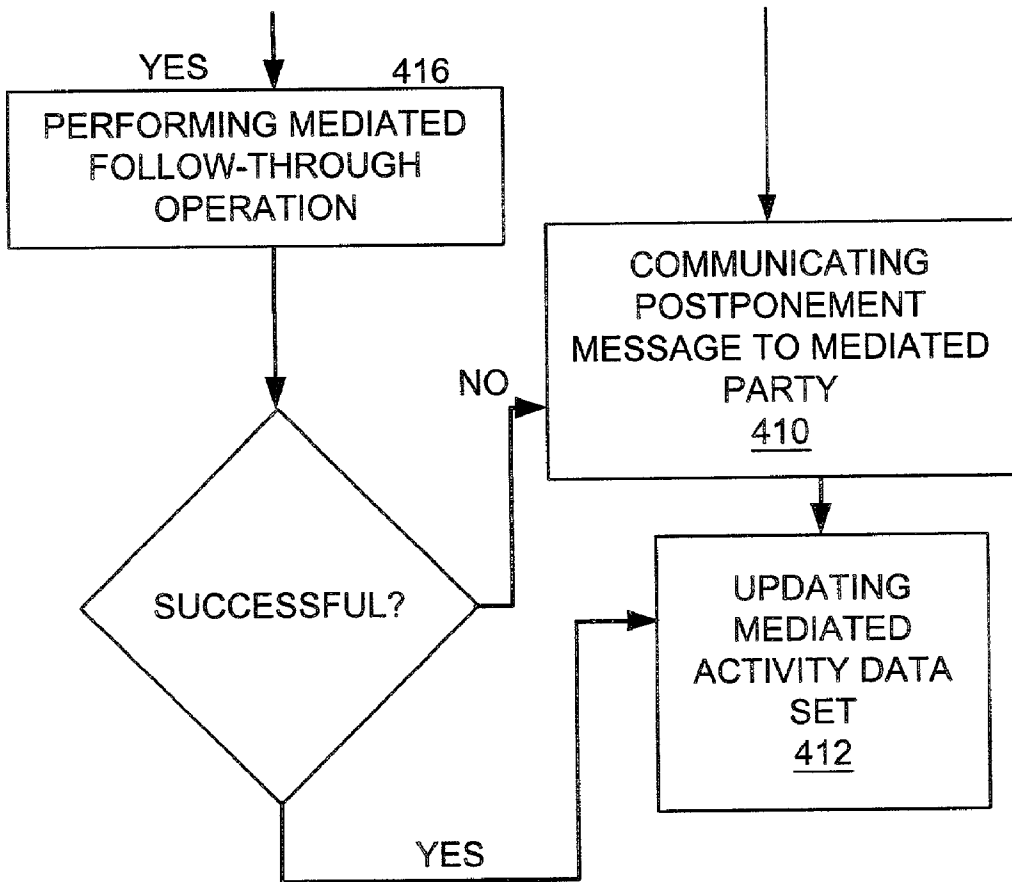 YES
416
PERFORMING MEDIATED
FOLLOW-THROUGH
OPERATION
COMMUNICATING
POSTPONEMENT
MESSAGE TO MEDIATED
PARTY
410
NO
SUCCESSFUL?
UPDATING
MEDIATED
ACTIVITY DATA
SET
412
YES